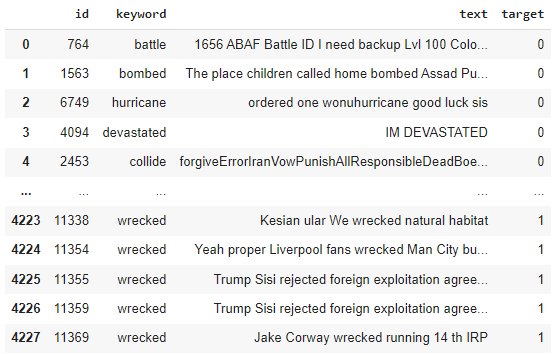 id keyword text target
0 764 battle 1656 ABAF Battle ID I need backup Lvl 100 Colo... 0
1 1563 bombed The place children called home bombed Assad Pu... 0
2 6749 hurricane ordered one wonuhurricane good luck sis 0
3 4094 devastated IM DEVASTATED 0
4 2453 collide forgiveErrorIranVowPunishAllResponsibleDeadBoe... 0
... ... ... ... ...
4223 11338 wrecked Kesian ular We wrecked natural habitat 1
4224 11354 wrecked Yeah proper Liverpool fans wrecked Man City bu... 1
4225 11355 wrecked Trump Sisi rejected foreign exploitation agree... 1
4226 11359 wrecked Trump Sisi rejected foreign exploitation agree... 1
4227 11369 wrecked Jake Corway wrecked running 14 th IRP 1